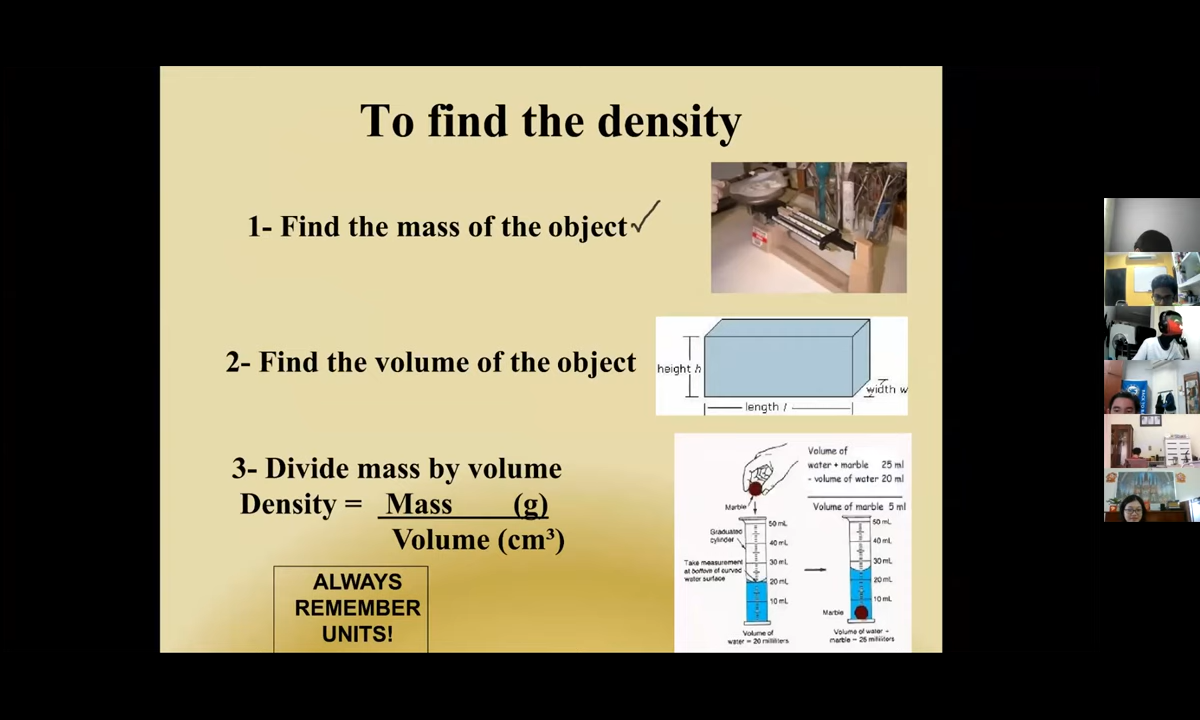 To find the density
1- Find the mass of the object
2- Find the volume of the object
height h
width w
length l
3- Divide mass by volume
Density = Mass (g)
Volume (cm³)
ALWAYS
REMEMBER
UNITS!
Volume of
water + marble 25 ml
- volume of water 20 ml
Volume of marble 5 ml
Marble
Graduated
cylinder
Take measurement
at bottom of curved
water surface
50 mL
40 mL
30 mL
20 mL
10 mL
Volume of
water = 20 milliliters
50 mL
40 mL
30 mL
20 mL
10 mL
Marble
Volume of water +
marble = 25 milliliters